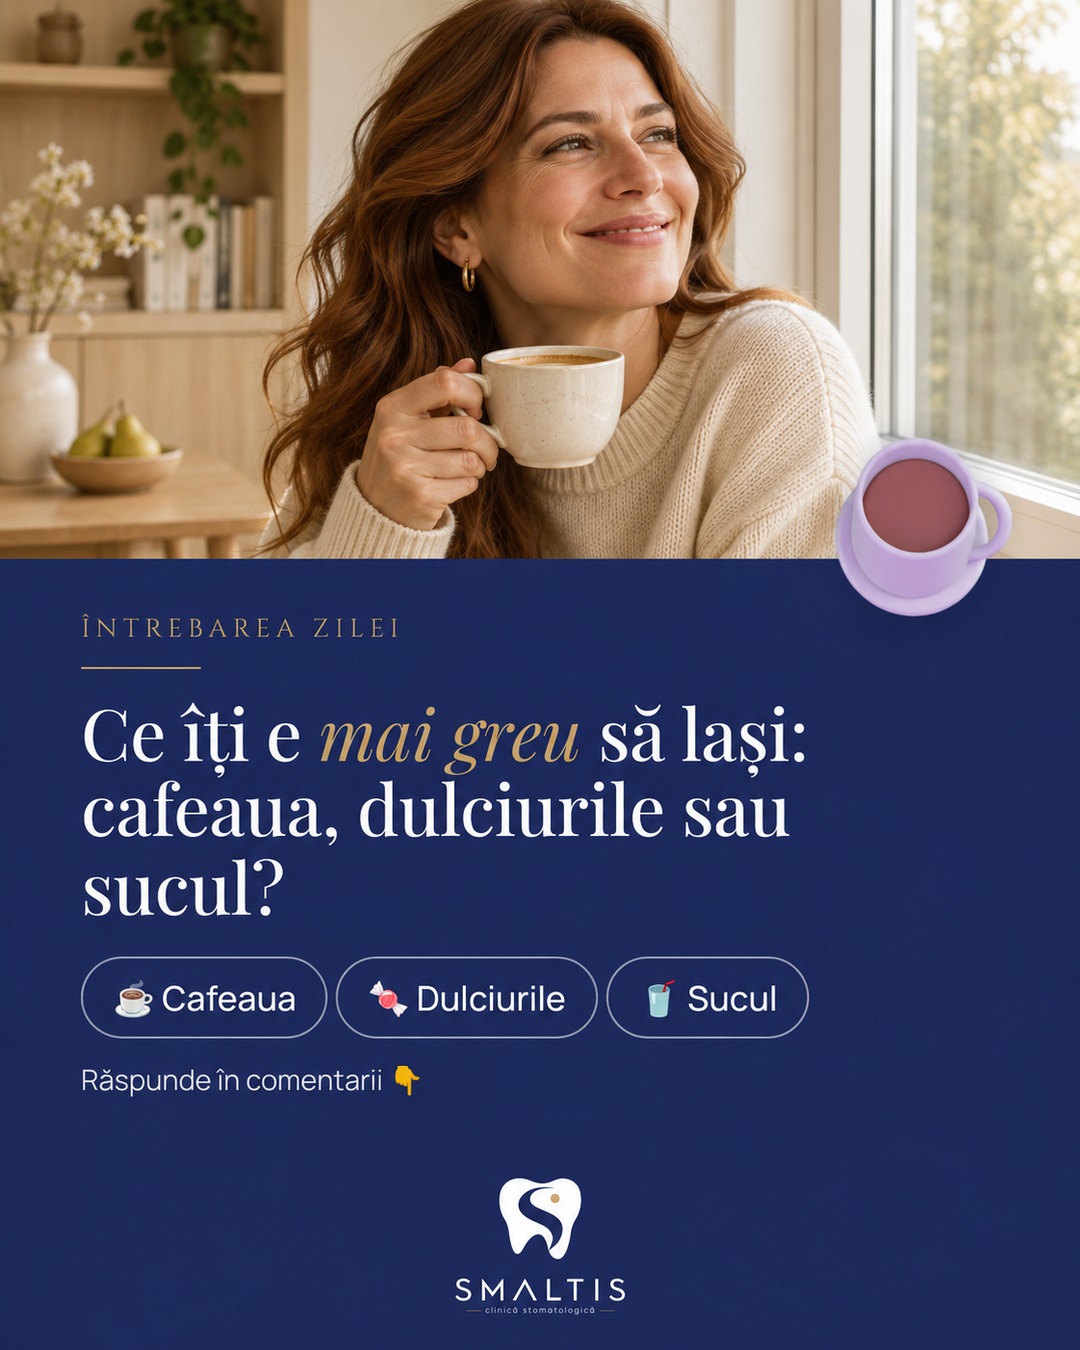 ÎNTREBAREA ZILEI
Ce îți e mai greu să lași:
cafeaua, dulciurile sau
sucul?
Cafeaua
Dulciurile
Sucul
Răspunde în comentarii
SMALTIS
clinică stomatologică